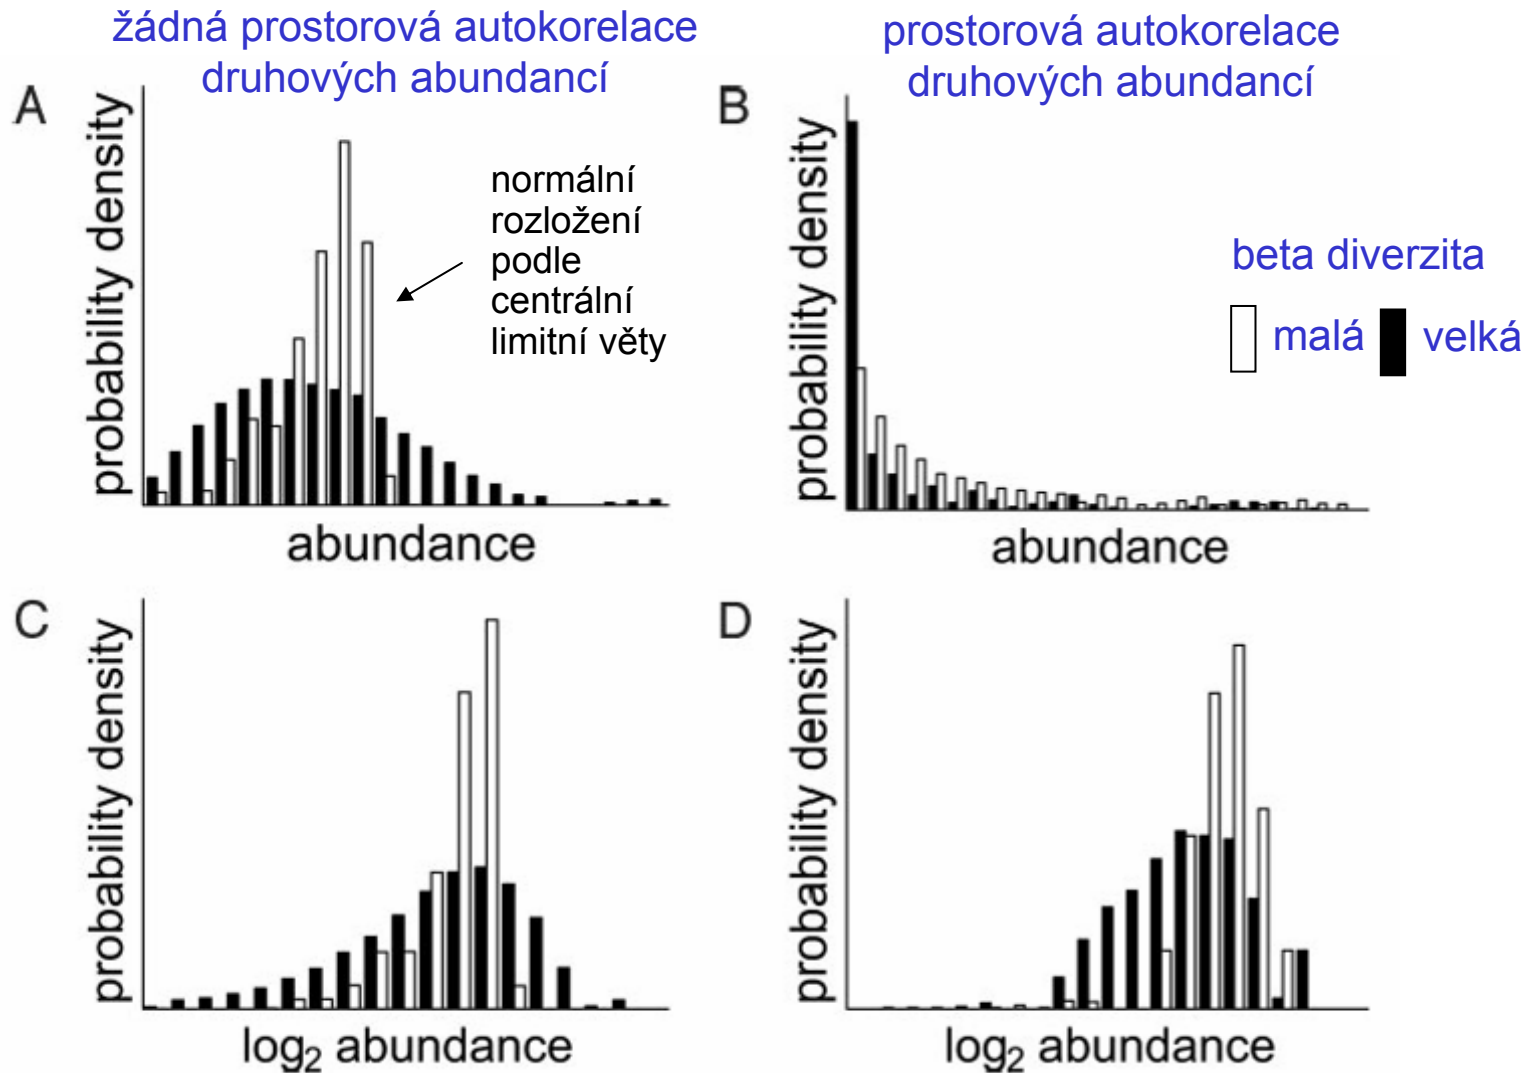 žádná prostorová autokorelace
druhových abundancí
prostorová autokorelace
druhových abundancí
A
probability density
normální
rozložení
podle
centrální
limitní věty
abundance
B
probability density
abundance
beta diverzita
malá velká
C
probability density
log₂ abundance
D
probability density
log₂ abundance